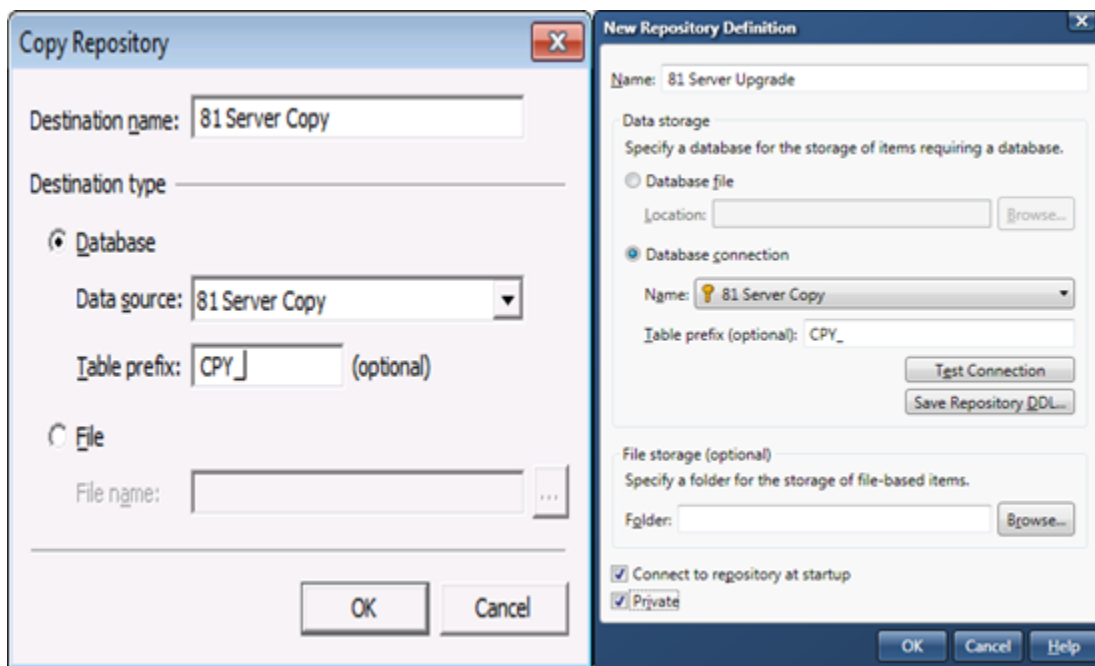 Copy Repository
Destination name: 81 Server Copy
Destination type
Database
Data source: 81 Server Copy
Table prefix: CPY_ (optional)
File
File name: ...
OK Cancel
New Repository Definition
Name: 81 Server Upgrade
Data storage
Specify a database for the storage of items requiring a database.
Database file
Location: Browse...
Database connection
Name: 81 Server Copy
Table prefix (optional): CPY_
Test Connection
Save Repository DDL...
File storage (optional)
Specify a folder for the storage of file-based items.
Folder: Browse...
Connect to repository at startup
Private
OK Cancel Help